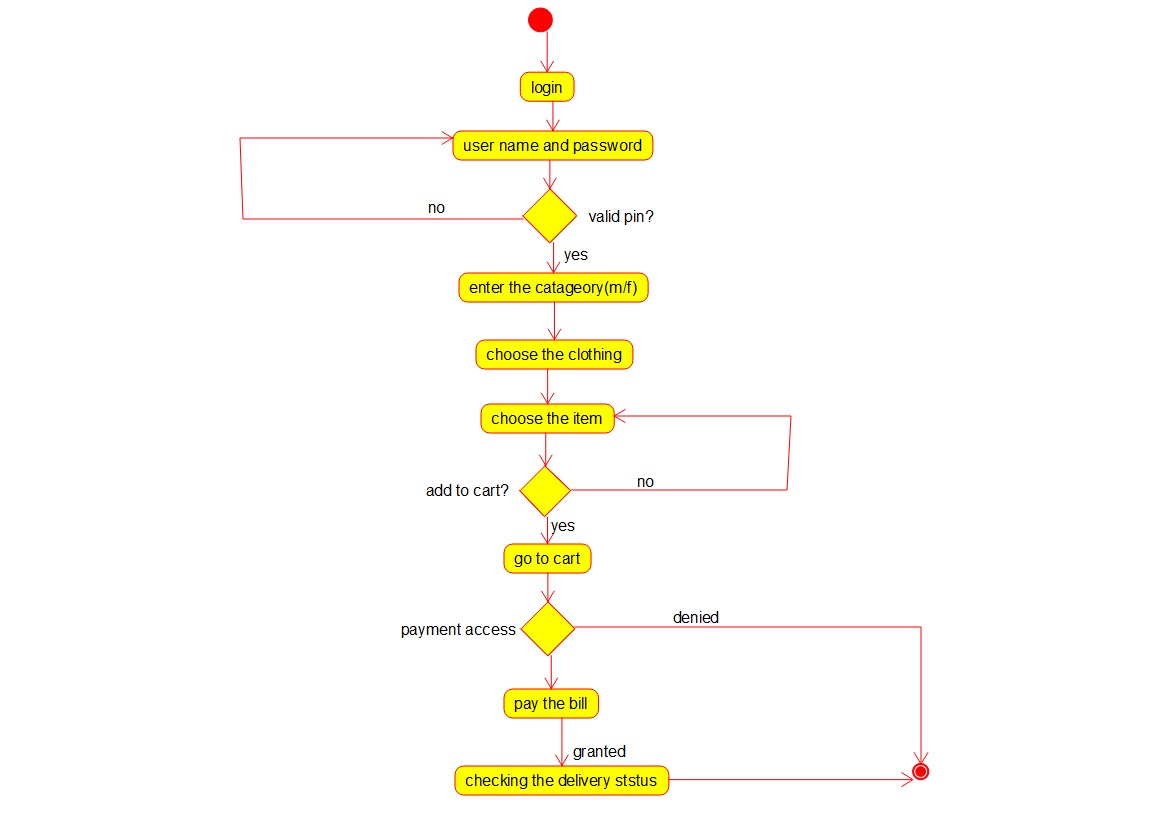 login
user name and password
no
valid pin?
yes
enter the catageory(m/f)
choose the clothing
choose the item
add to cart?
no
yes
go to cart
denied
payment access
pay the bill
granted
checking the delivery ststus